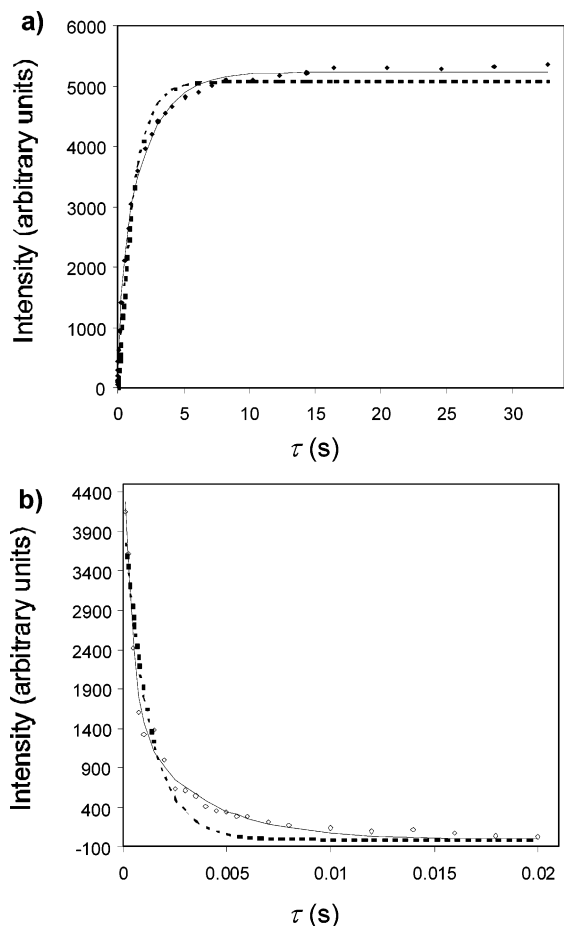 a)
6000
5000
4000
3000
2000
1000
0
Intensity (arbitrary units)
0 5 10 15 20 25 30
τ (s)
b)
4400
3900
3400
2900
2400
1900
1400
900
400
-100
Intensity (arbitrary units)
0 0.005 0.01 0.015 0.02
τ (s)